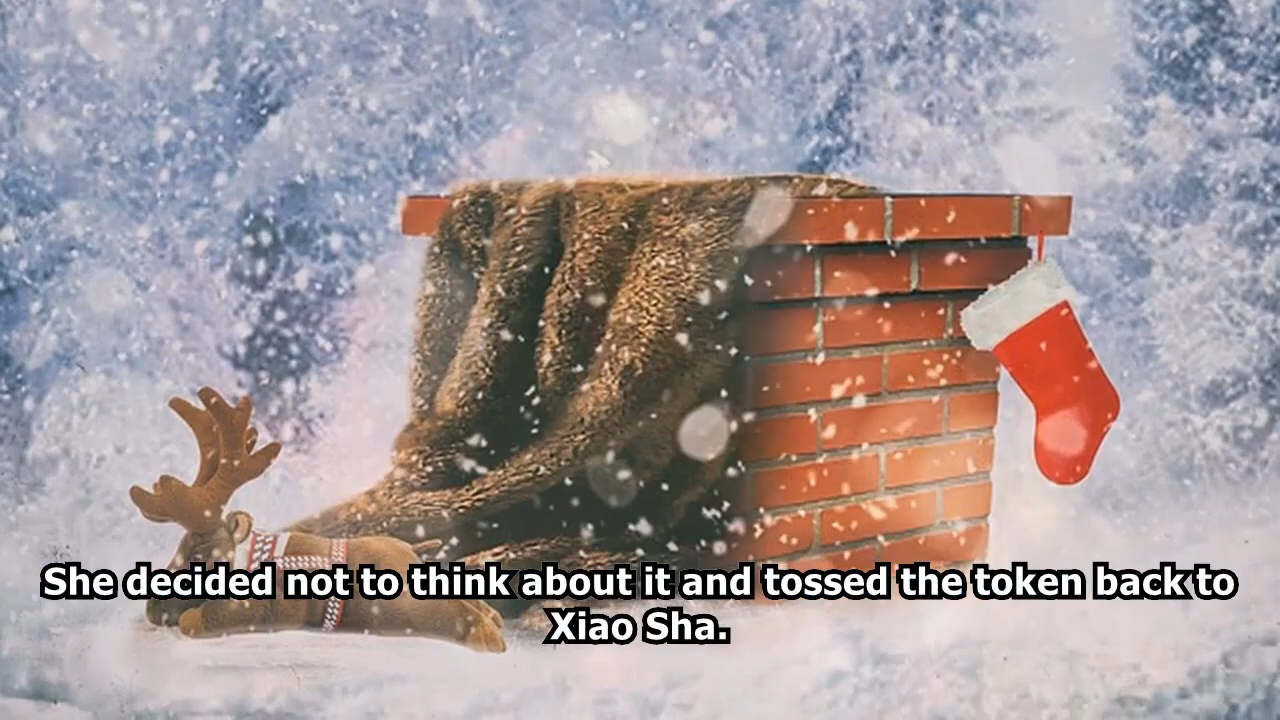 She decided not to think about it and tossed the token back to
Xiao Sha.